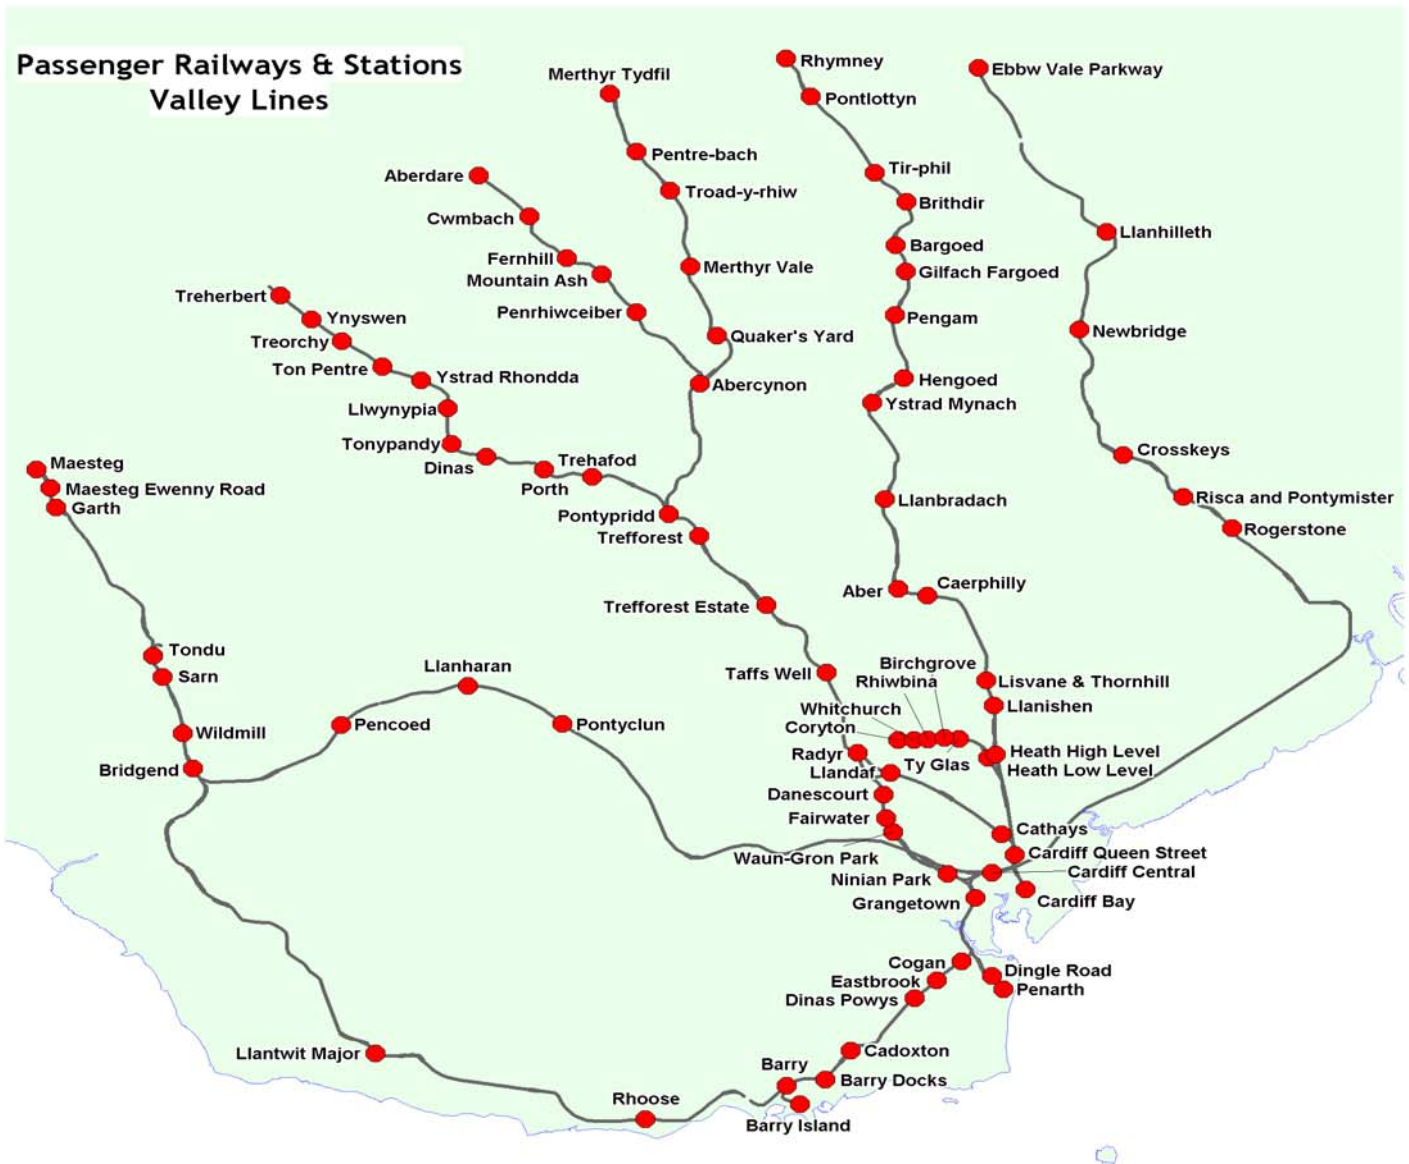 Passenger Railways & Stations
Valley Lines
Rhymney
Ebbw Vale Parkway
Merthyr Tydfil
Pontlottyn
Pentre-bach
Tir-phil
Aberdare
Troad-y-rhiw
Brithdir
Cwmbach
Llanhilleth
Bargoed
Fernhill
Merthyr Vale
Gilfach Fargoed
Mountain Ash
Treherbert
Penrhiwceiber
Ynyswen
Pengam
Newbridge
Quaker's Yard
Treorchy
Ton Pentre
Ystrad Rhondda
Abercynon
Hengoed
Ystrad Mynach
Llwynypia
Tonypandy
Crosskeys
Maesteg
Dinas
Trehafod
Maesteg Ewenny Road
Porth
Llanbradach
Risca and Pontymister
Garth
Pontypridd
Rogerstone
Trefforest
Aber
Caerphilly
Trefforest Estate
Tondu
Llanharan
Birchgrove
Sarn
Taffs Well
Rhiwbina
Lisvane & Thornhill
Whitchurch
Llanishen
Pencoed
Pontyclun
Coryton
Wildmill
Radyr
Ty Glas
Heath High Level
Bridgend
Llandaf
Heath Low Level
Danescourt
Fairwater
Cathays
Waun-Gron Park
Cardiff Queen Street
Ninian Park
Cardiff Central
Grangetown
Cardiff Bay
Cogan
Dingle Road
Eastbrook
Penarth
Dinas Powys
Llantwit Major
Cadoxton
Barry
Barry Docks
Rhoose
Barry Island